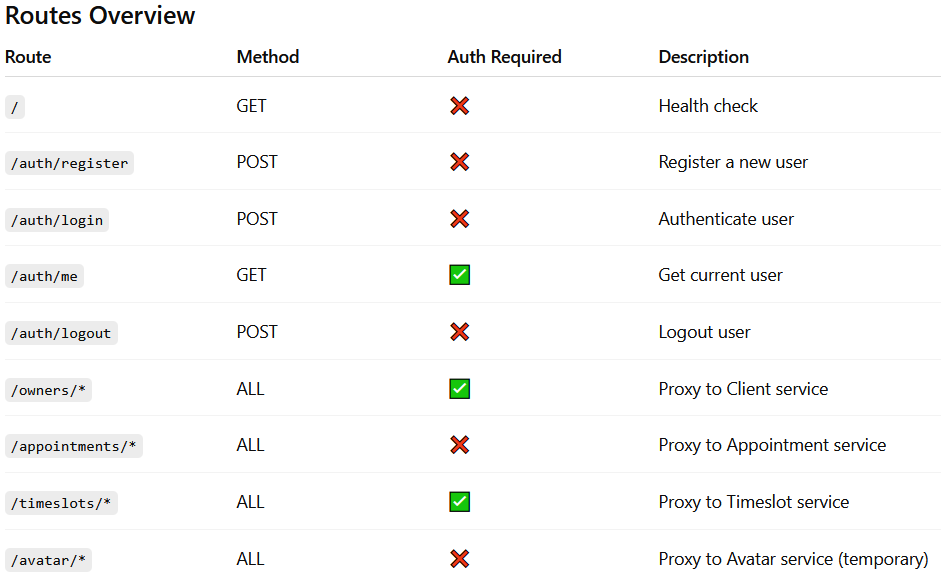 Routes Overview
Route Method Auth Required Description
/ GET ❌ Health check
/auth/register POST ❌ Register a new user
/auth/login POST ❌ Authenticate user
/auth/me GET ✅ Get current user
/auth/logout POST ❌ Logout user
/owners/* ALL ✅ Proxy to Client service
/appointments/* ALL ❌ Proxy to Appointment service
/timeslots/* ALL ✅ Proxy to Timeslot service
/avatar/* ALL ❌ Proxy to Avatar service (temporary)